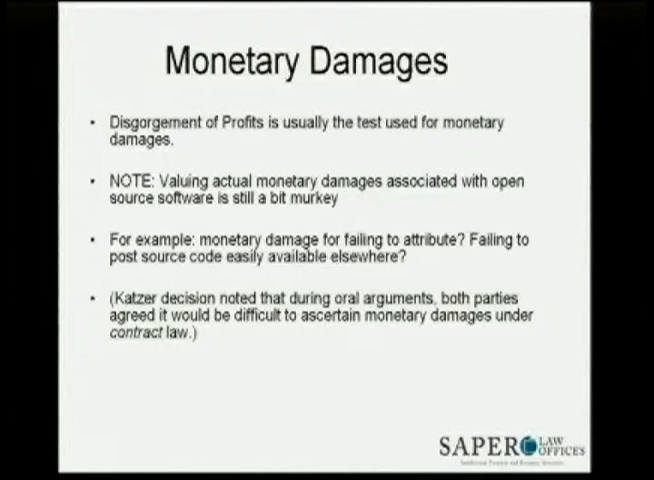 Monetary Damages
• Disgorgement of Profits is usually the test used for monetary
damages.
• NOTE: Valuing actual monetary damages associated with open
source software is still a bit murkey
• For example: monetary damage for failing to attribute? Failing to
post source code easily available elsewhere?
• (Katzer decision noted that during oral arguments, both parties
agreed it would be difficult to ascertain monetary damages under
contract law.)
SAPER LAW
OFFICES